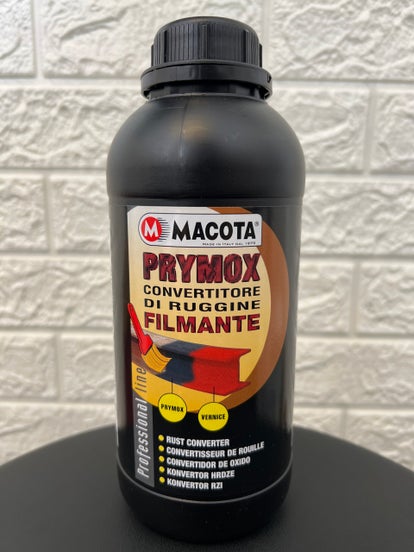 M MACOTA®
MADE IN ITALY DAL 1975
PRYMOX
CONVERTITORE
DI RUGGINE
FILMANTE
Professional line
PRYMOX
VERNICE
RUST CONVERTER
CONVERTISSEUR DE ROUILLE
CONVERTIDOR DE OXIDO
KONVERTOR HRDZE
KONVERTOR RZI